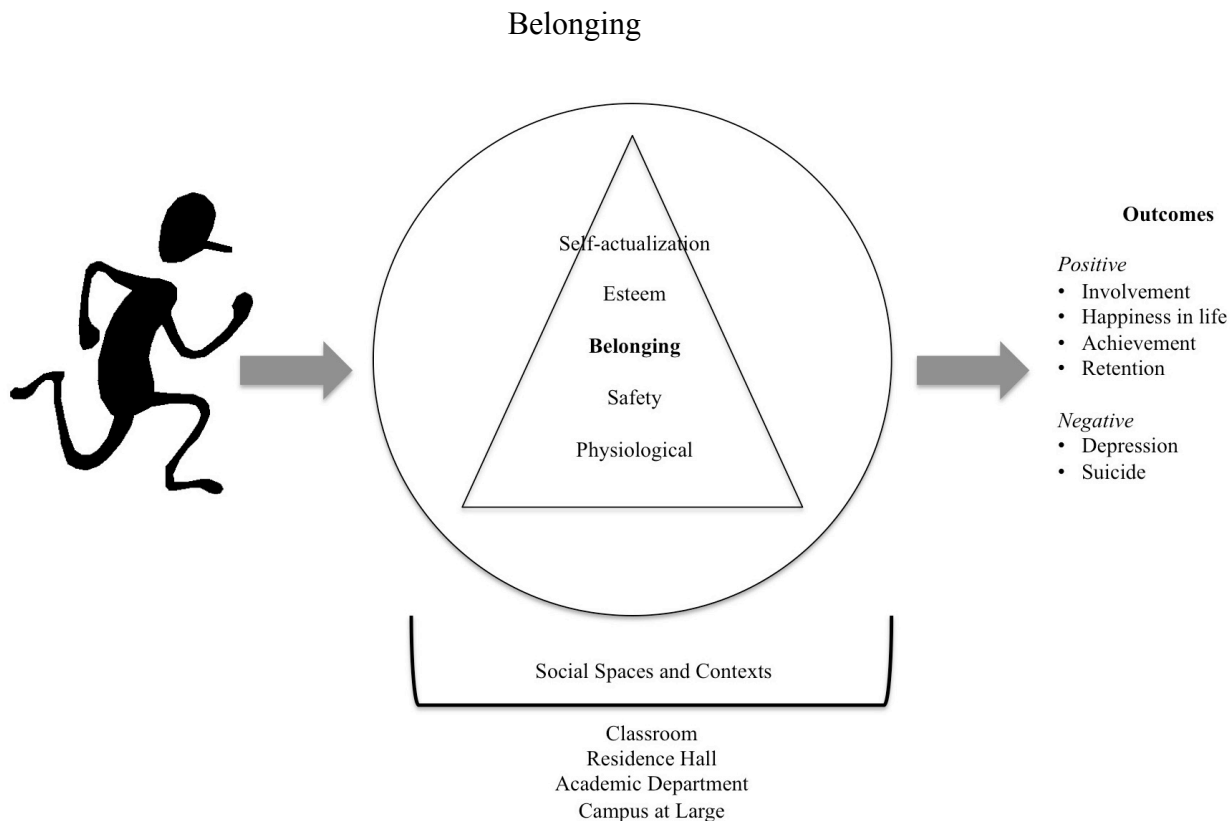 Belonging
Self-actualization
Esteem
Belonging
Safety
Physiological
Outcomes
Positive
• Involvement
• Happiness in life
• Achievement
• Retention
Negative
• Depression
• Suicide
Social Spaces and Contexts
Classroom
Residence Hall
Academic Department
Campus at Large